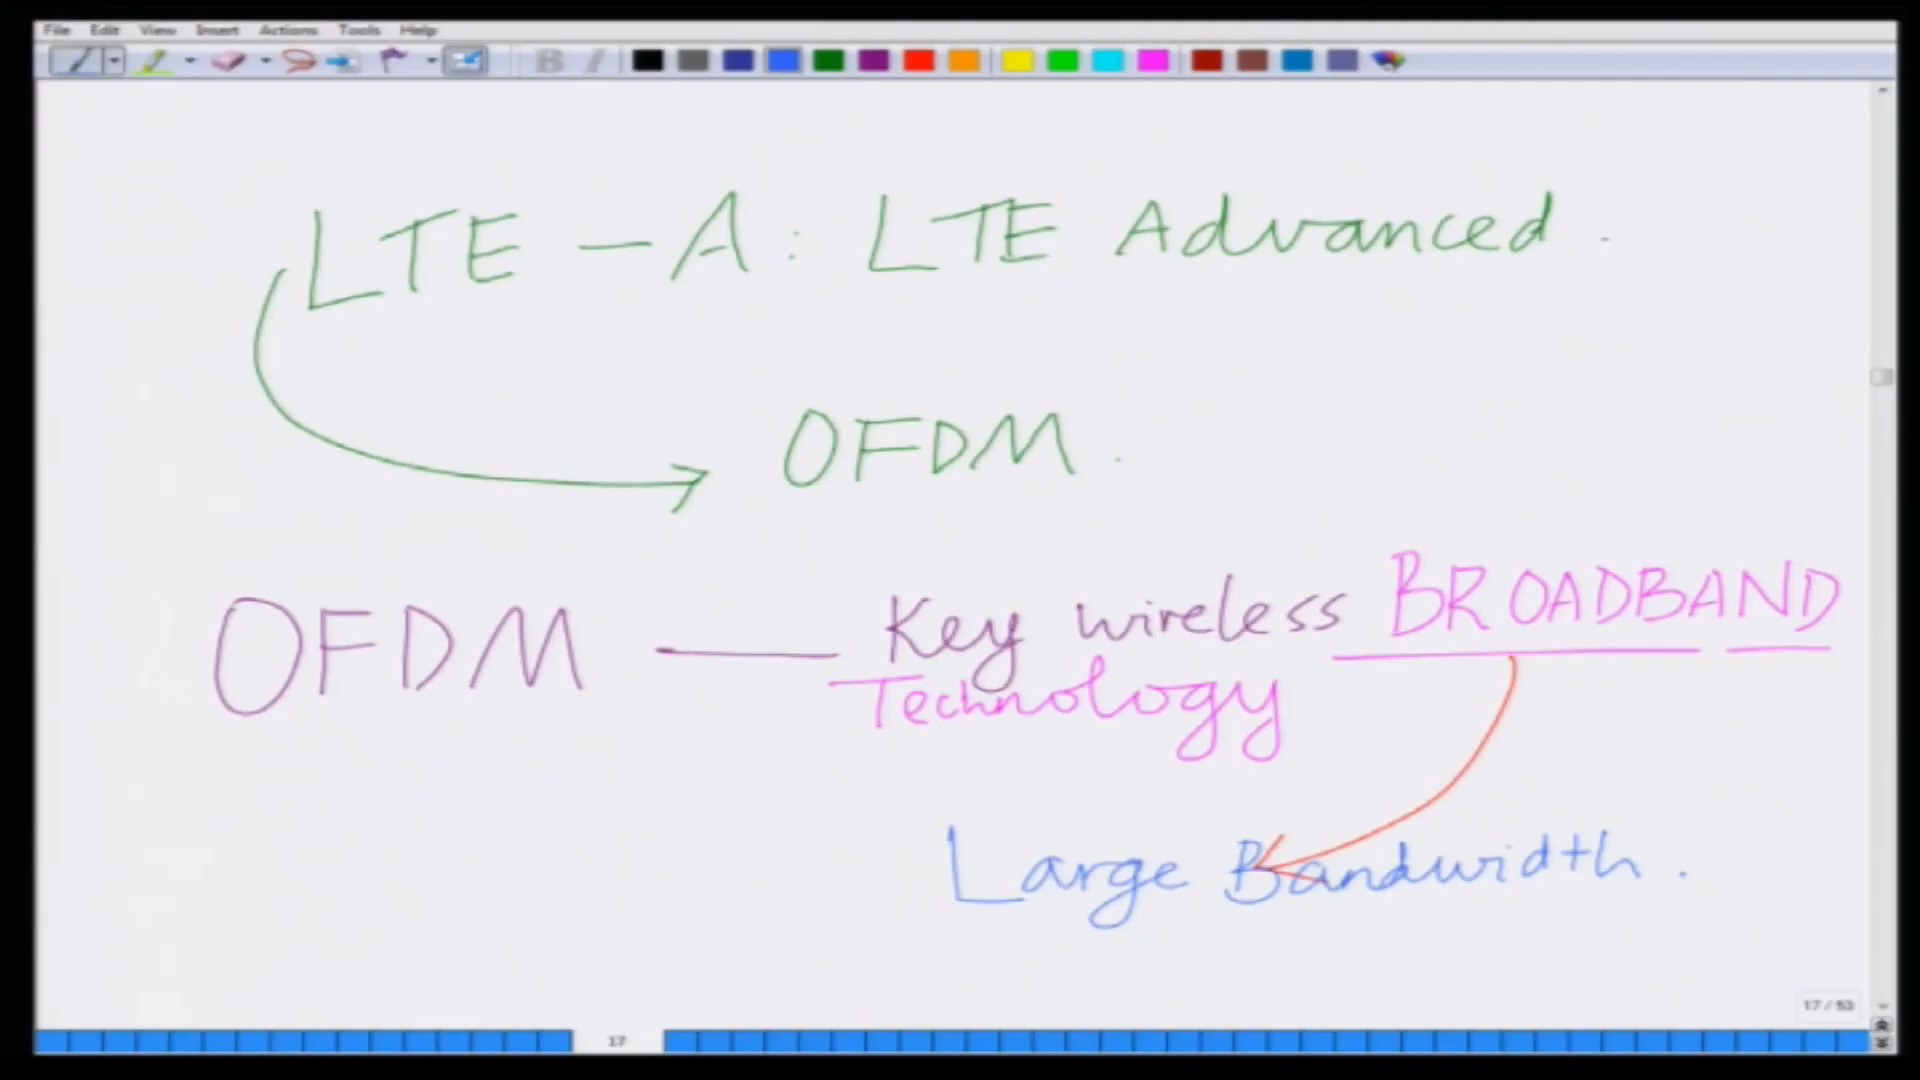 File Edit View Insert Actions Tools Help
B I
LTE - A : LTE Advanced .
OFDM .
OFDM — Key wireless BROADBAND
Technology
Large Bandwidth .
17 / 53
17